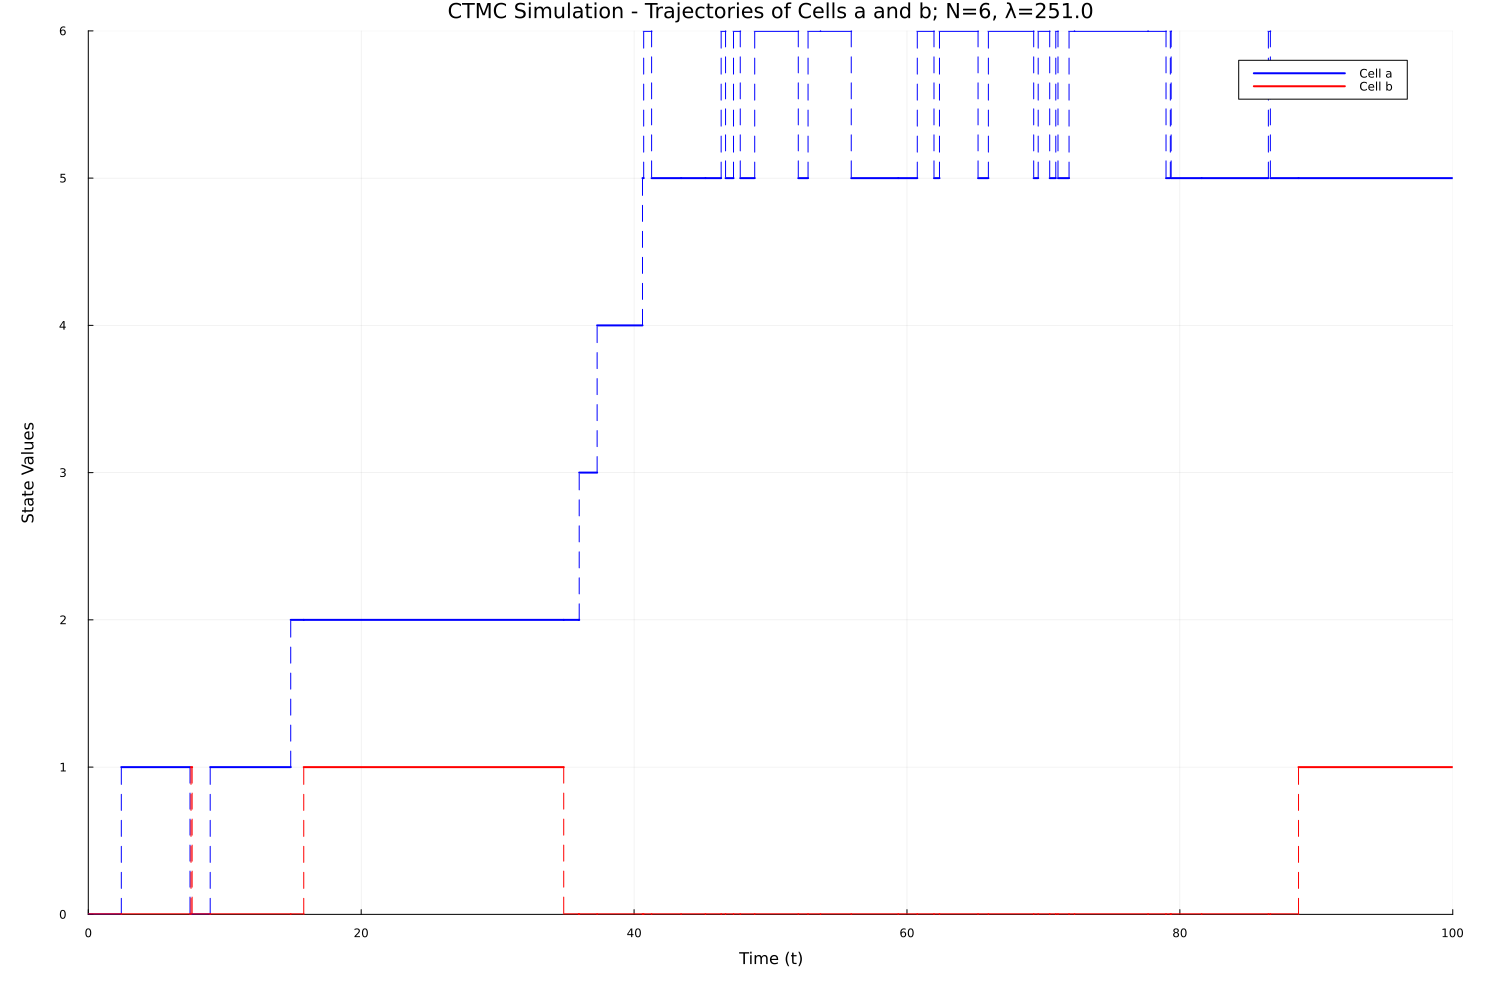 CTMC Simulation - Trajectories of Cells a and b; N=6, λ=251.0
6
Cell a
Cell b
5
4
State Values
3
2
1
0
0 20 40 60 80 100
Time (t)